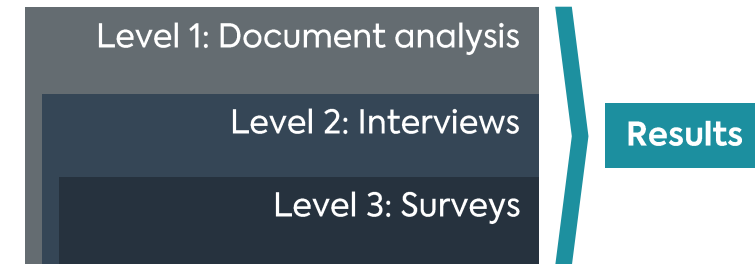 Level 1: Document analysis
Level 2: Interviews
Level 3: Surveys
Results